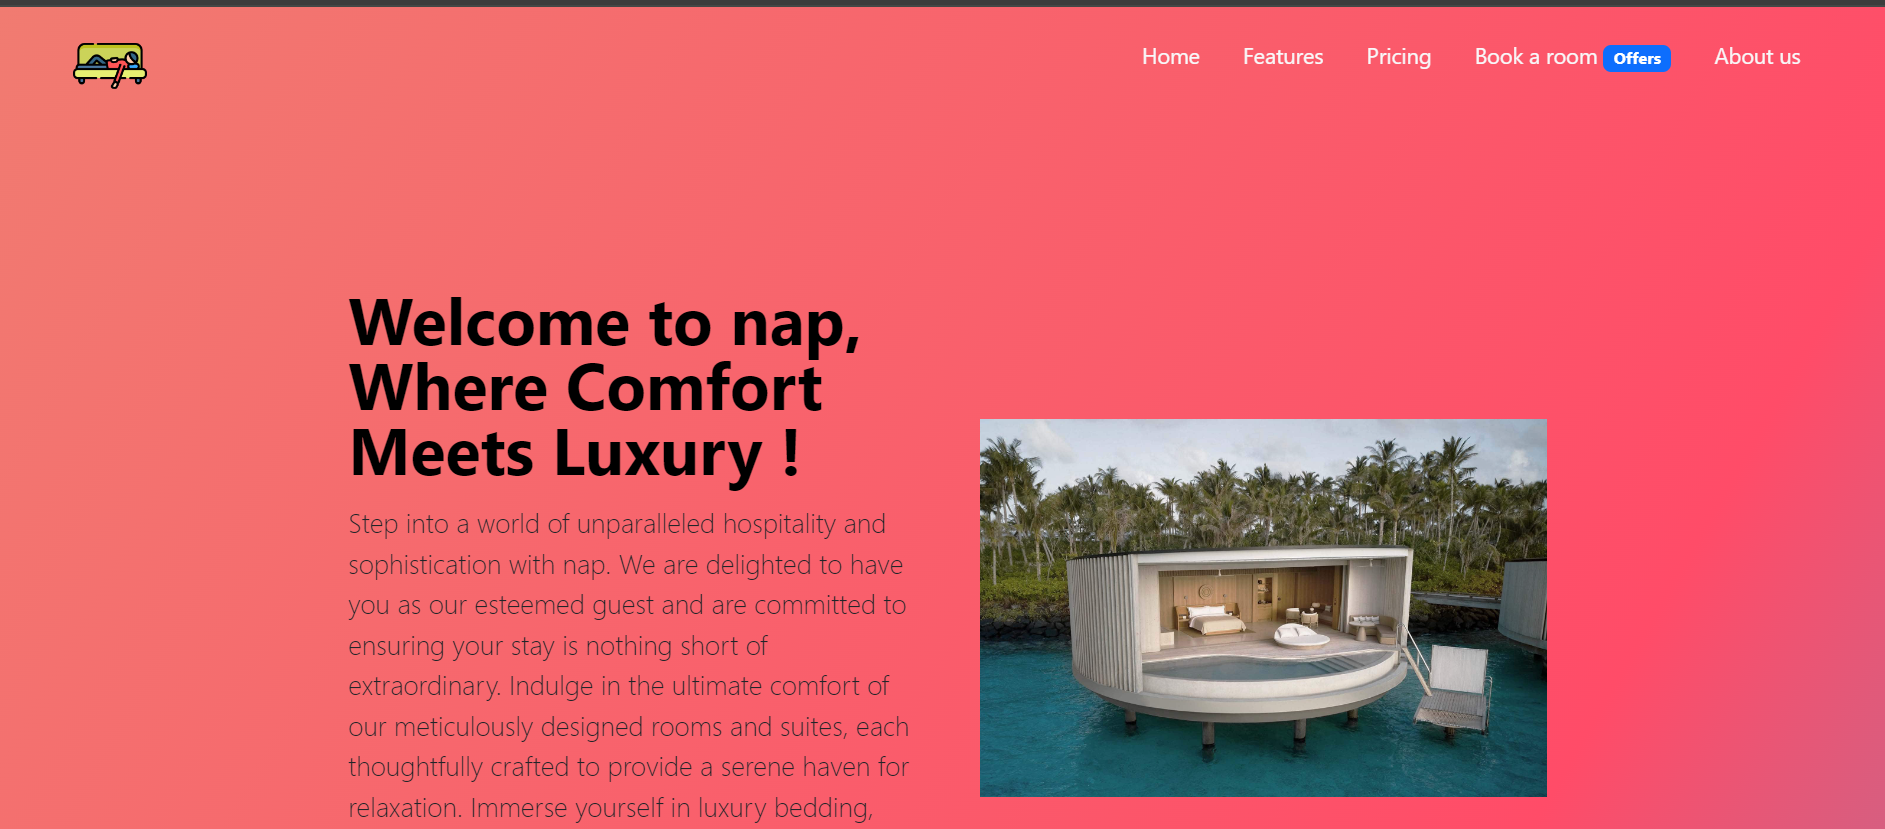 Home Features Pricing Book a room Offers About us
Welcome to nap,
Where Comfort
Meets Luxury !
Step into a world of unparalleled hospitality and
sophistication with nap. We are delighted to have
you as our esteemed guest and are committed to
ensuring your stay is nothing short of
extraordinary. Indulge in the ultimate comfort of
our meticulously designed rooms and suites, each
thoughtfully crafted to provide a serene haven for
relaxation. Immerse yourself in luxury bedding,